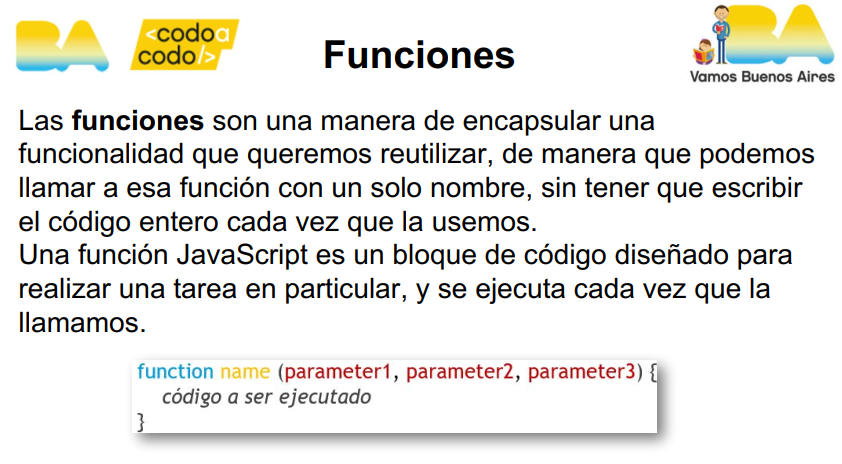 BA
<codoa
codo/>
Funciones
BA
Vamos Buenos Aires
Las funciones son una manera de encapsular una
funcionalidad que queremos reutilizar, de manera que podemos
llamar a esa función con un solo nombre, sin tener que escribir
el código entero cada vez que la usemos.
Una función JavaScript es un bloque de código diseñado para
realizar una tarea en particular, y se ejecuta cada vez que la
llamamos.
function name (parameter1, parameter2, parameter3) {
código a ser ejecutado
}